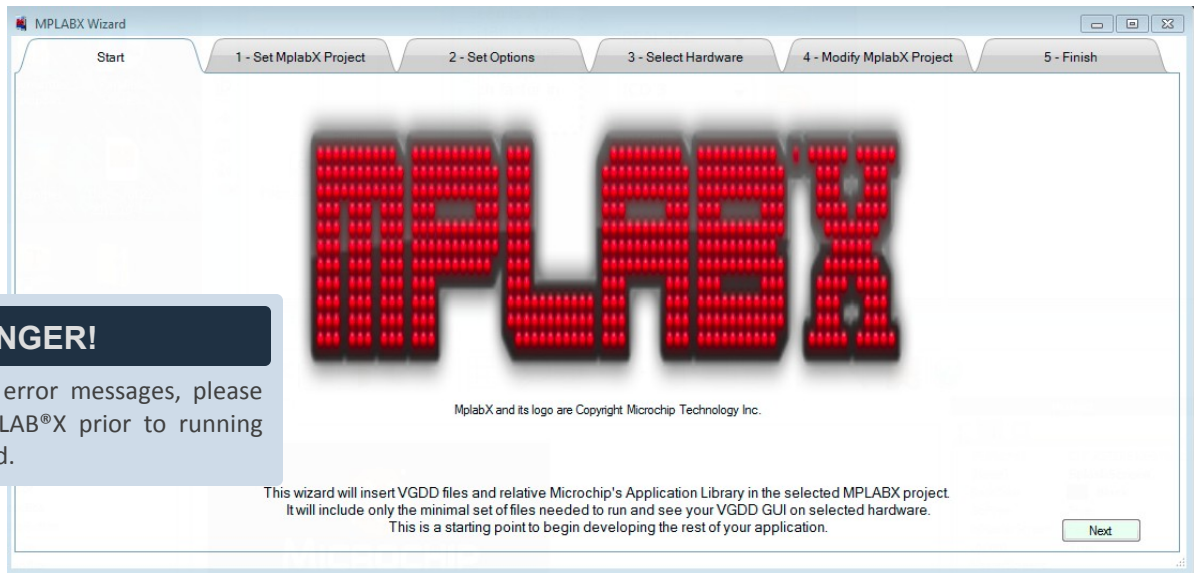 MPLABX Wizard
Start
1 - Set MplabX Project
2 - Set Options
3 - Select Hardware
4 - Modify MplabX Project
5 - Finish
MPLAB'X
NGER!
error messages, please
LAB®X prior to running
d.
MplabX and its logo are Copyright Microchip Technology Inc.
This wizard will insert VGDD files and relative Microchip's Application Library in the selected MPLABX project.
It will include only the minimal set of files needed to run and see your VGDD GUI on selected hardware.
This is a starting point to begin developing the rest of your application.
Next